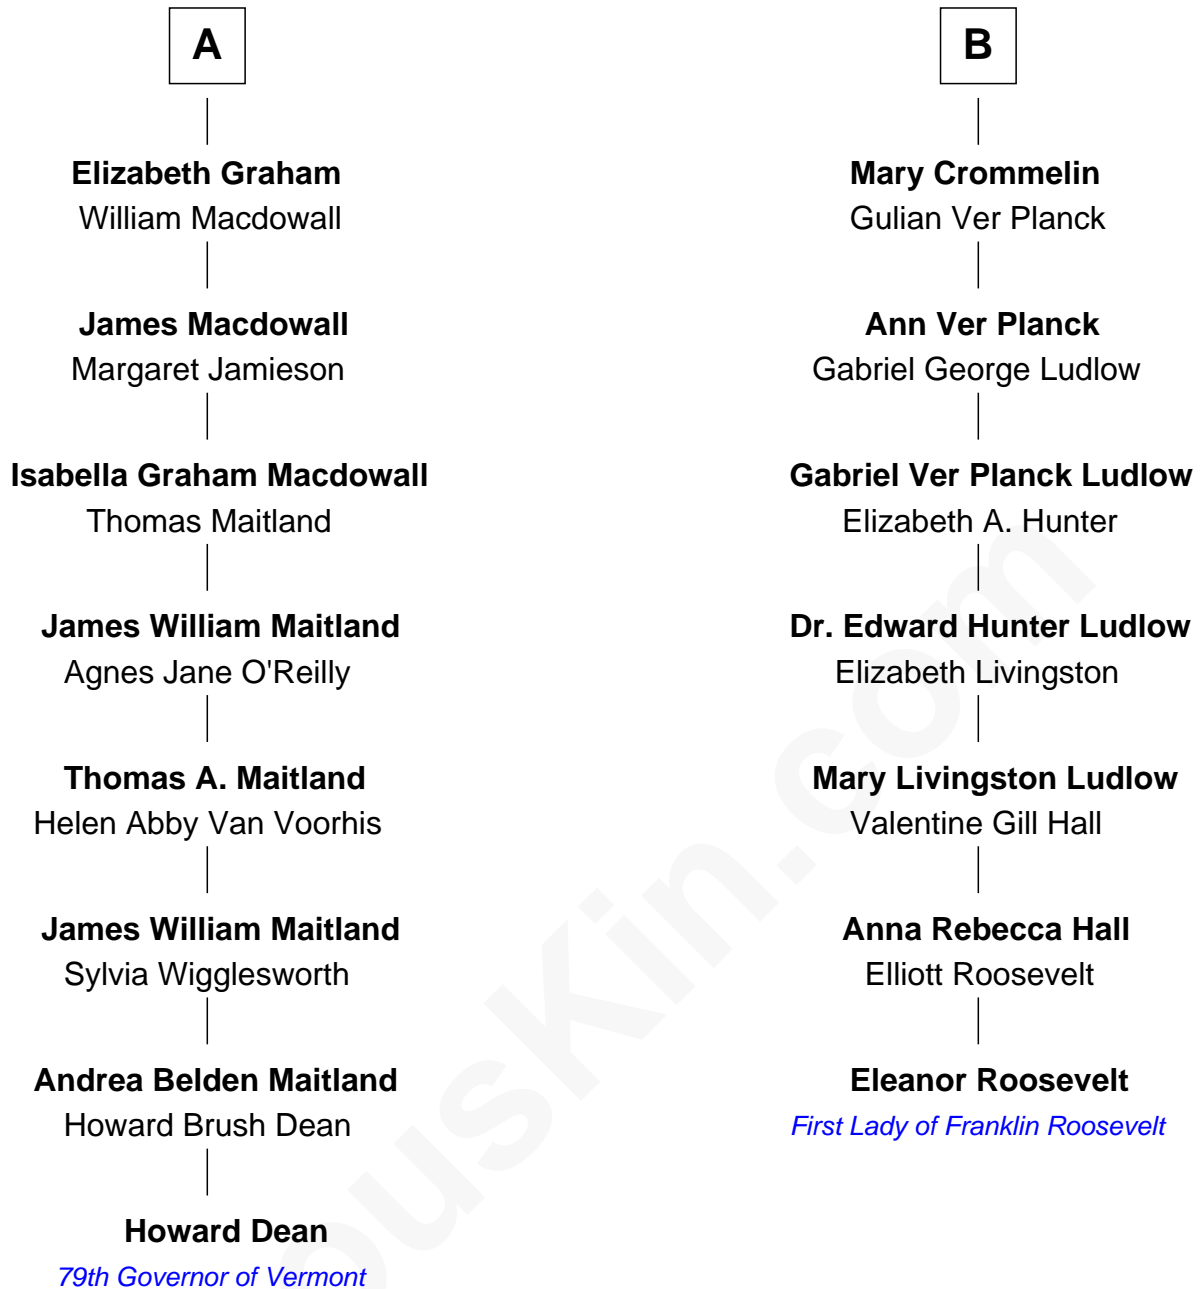 A
Elizabeth Graham
William Macdowall
James Macdowall
Margaret Jamieson
Isabella Graham Macdowall
Thomas Maitland
James William Maitland
Agnes Jane O'Reilly
Thomas A. Maitland
Helen Abby Van Voorhis
James William Maitland
Sylvia Wigglesworth
Andrea Belden Maitland
Howard Brush Dean
Howard Dean
79th Governor of Vermont
B
Mary Crommelin
Gulian Ver Planck
Ann Ver Planck
Gabriel George Ludlow
Gabriel Ver Planck Ludlow
Elizabeth A. Hunter
Dr. Edward Hunter Ludlow
Elizabeth Livingston
Mary Livingston Ludlow
Valentine Gill Hall
Anna Rebecca Hall
Elliott Roosevelt
Eleanor Roosevelt
First Lady of Franklin Roosevelt
ousKin.com